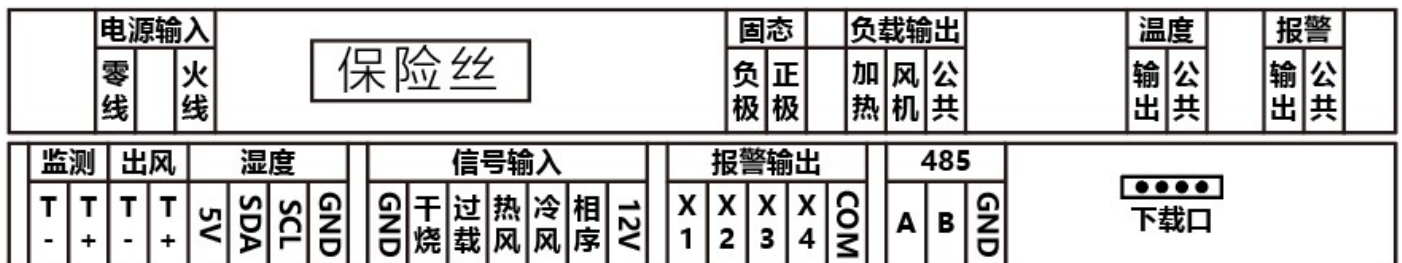 电源输入 固态 负载输出 温度 报警
零线 火线 保险丝 负极 正极 加热 风机 公共 输出 公共 输出 公共
监测 出风 湿度 信号输入 报警输出 485
T- T+ T- T+ 5V SDA SCL GND GND 干烧 过载 热风 冷风 相序 12V X1 X2 X3 X4 COM A B GND
下载口